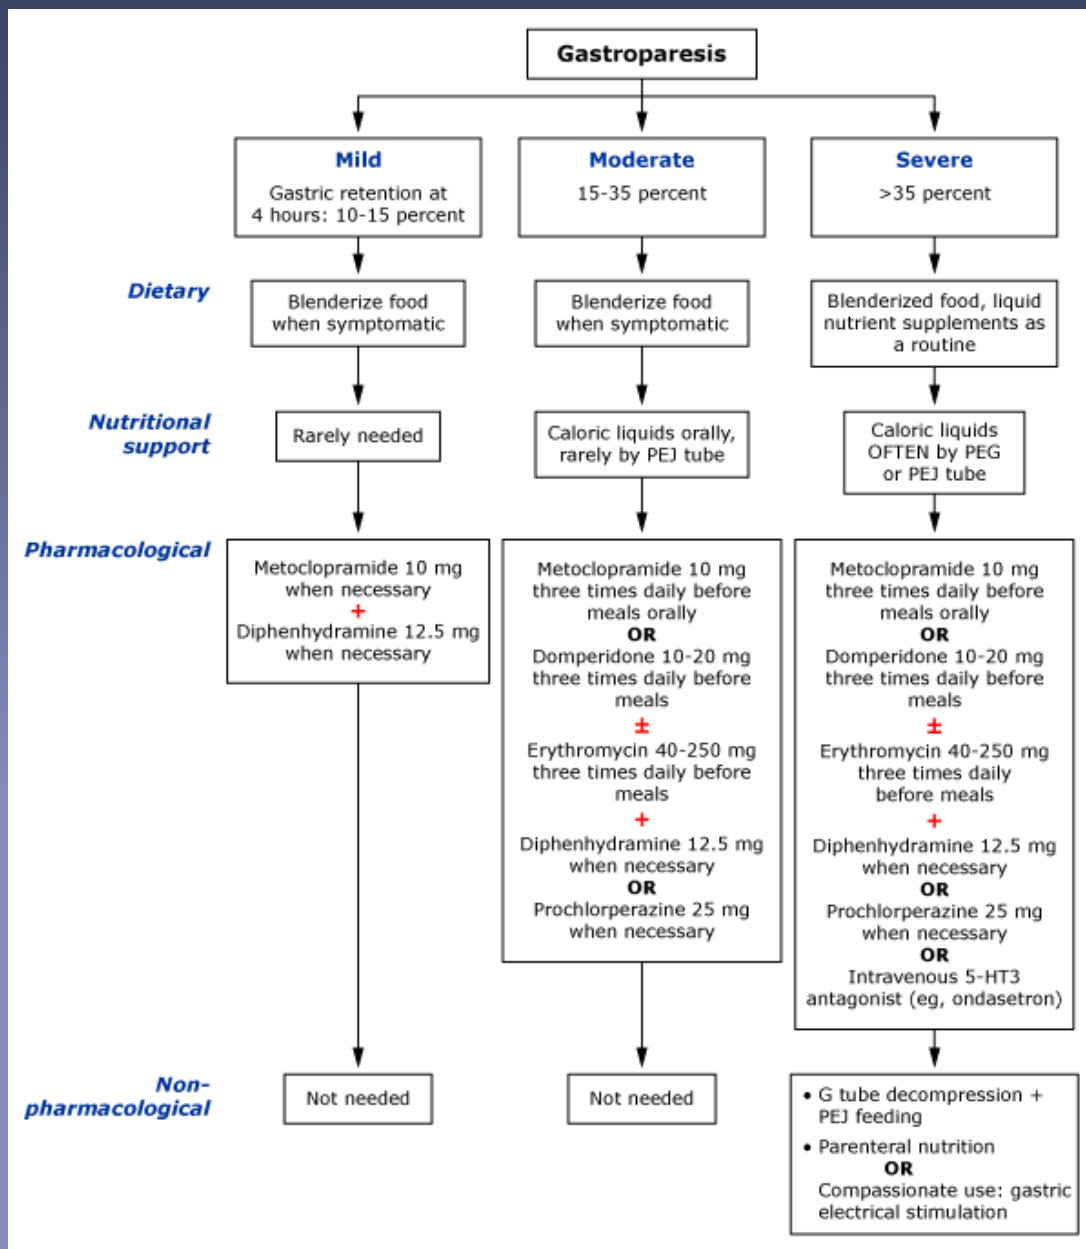 Gastroparesis
Mild
Gastric retention at
4 hours: 10-15 percent
Moderate
15-35 percent
Severe
>35 percent
Dietary
Blenderize food
when symptomatic
Blenderize food
when symptomatic
Blenderized food, liquid
nutrient supplements as
a routine
Nutritional
support
Rarely needed
Caloric liquids orally,
rarely by PEJ tube
Caloric liquids
OFTEN by PEG
or PEJ tube
Pharmacological
Metoclopramide 10 mg
when necessary
+
Diphenhydramine 12.5 mg
when necessary
Metoclopramide 10 mg
three times daily before
meals orally
OR
Domperidone 10-20 mg
three times daily before
meals
±
Erythromycin 40-250 mg
three times daily before
meals
+
Diphenhydramine 12.5 mg
when necessary
OR
Prochlorperazine 25 mg
when necessary
Metoclopramide 10 mg
three times daily before
meals orally
OR
Domperidone 10-20 mg
three times daily before
meals
±
Erythromycin 40-250 mg
three times daily
before meals
+
Diphenhydramine 12.5 mg
when necessary
OR
Prochlorperazine 25 mg
when necessary
OR
Intravenous 5-HT3
antagonist (eg, ondasetron)
Non-
pharmacological
Not needed
Not needed
• G tube decompression +
PEJ feeding
• Parenteral nutrition
OR
Compassionate use: gastric
electrical stimulation